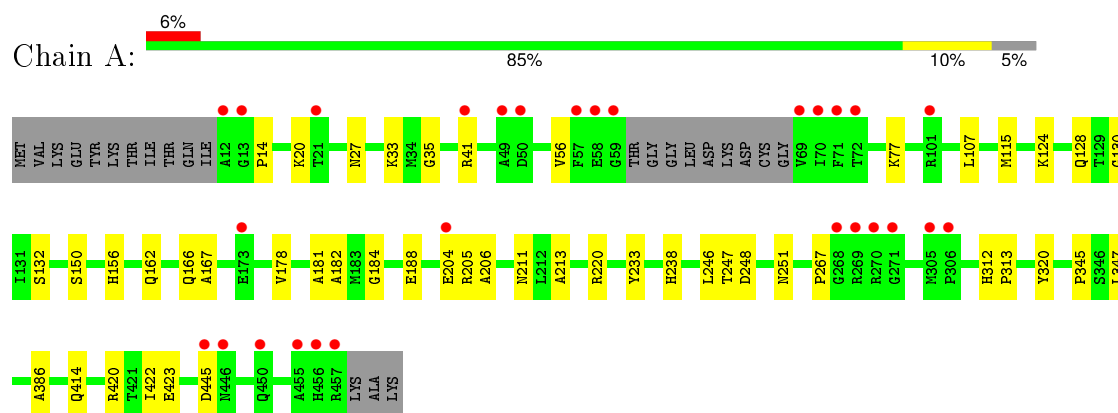 6%
Chain A:
85% 10% 5%
MET VAL LYS GLU TYR LYS THR ILE THR GLN ILE A12 G13 P14 K20 T21 N27 K33 M34 G35 R41 A49 D50 V56 F57 E58 G59 THR GLY GLY LEU ASP LYS ASP CYS GLY V69 I70 F71 T72 K77 R101 L107 M115 K124 Q128 T129
I131 S132 S150 H156 Q162 Q166 A167 E173 V178 A181 A182 M183 G184 E188 E204 R205 A206 N211 L212 A213 R220 Y233 H238 L246 T247 D248 N251 P267 G268 R269 R270 G271 M305 P306 H312 P313 Y320 P345 S346
A386 Q414 R420 T421 I422 E423 D445 N446 Q450 A455 H456 R457 LYS ALA LYS